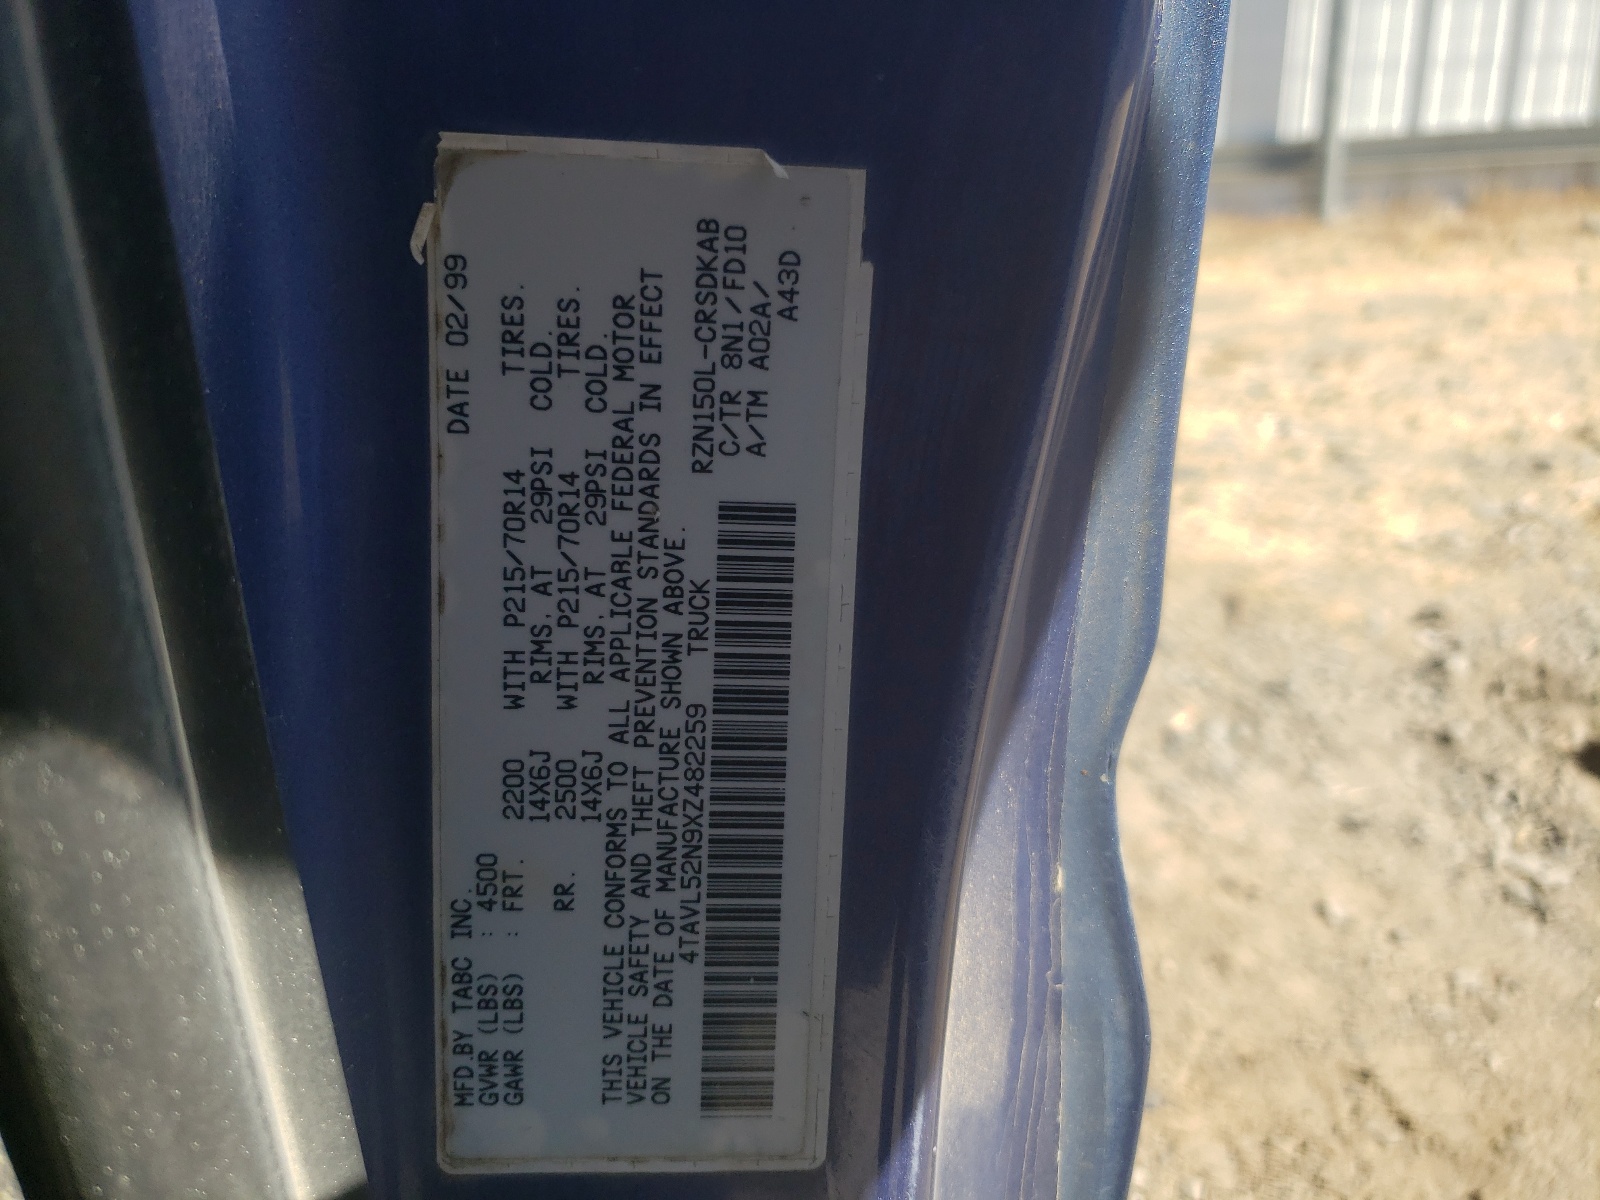 MFD.BY TABC INC. DATE 02/99
GVWR (LBS) : 4500
GAWR (LBS) : FRT. 2200 WITH P215/70R14 TIRES.
14X6J RIMS, AT 29PSI COLD.
RR. 2500 WITH P215/70R14 TIRES.
14X6J RIMS, AT 29PSI COLD.
THIS VEHICLE CONFORMS TO ALL APPLICABLE FEDERAL MOTOR
VEHICLE SAFETY AND THEFT PREVENTION STANDARDS IN EFFECT
ON THE DATE OF MANUFACTURE SHOWN ABOVE.
4TAVL52N9XZ482259 TRUCK RZN150L-CRSDKAB
C/TR 8N1/FD10
A/TM A02A/
A43D